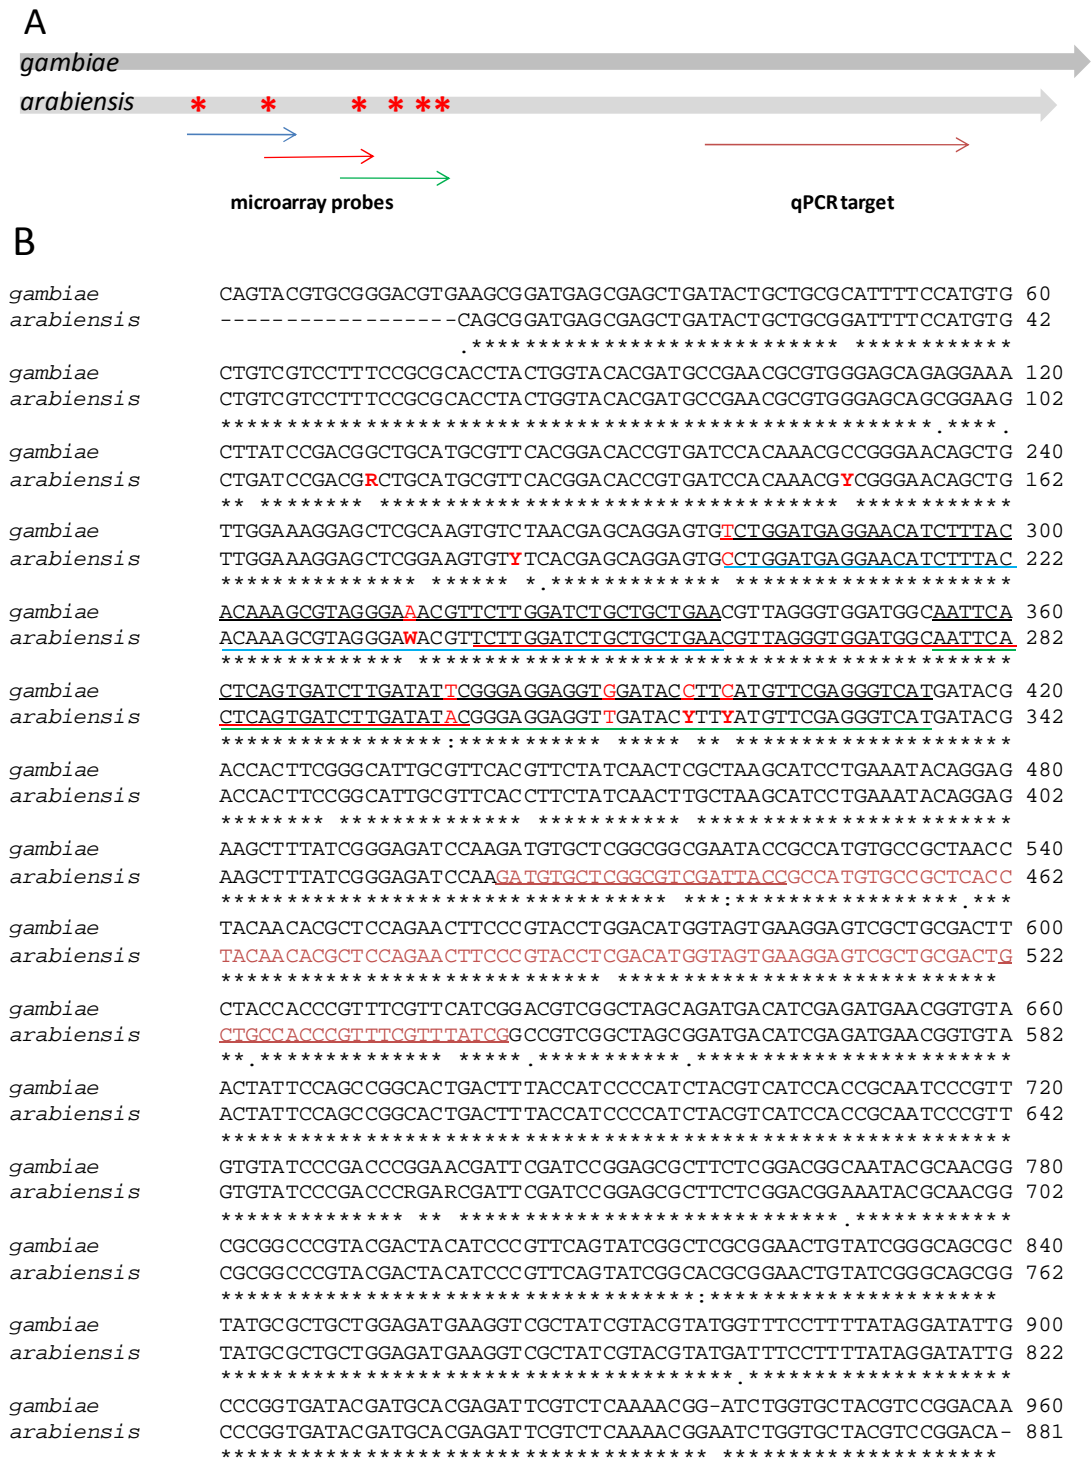 A
gambiae
arabiensis * * * * * *
microarray probes
qPCR target
B
gambiae CAGTACGTGCGGGACGTGAAGCGGATGAGCGAGCTGATACTGCTGCGCATTTTCCATGTG 60
arabiensis ------------------CAGCGGATGAGCGAGCTGATACTGCTGCGGATTTTCCATGTG 42
.**************************** ************
gambiae CTGTCGTCCTTTCCGCGCACCTACTGGTACACGATGCCGAACGCGTGGGAGCAGAGGAAA 120
arabiensis CTGTCGTCCTTTCCGCGCACCTACTGGTACACGATGCCGAACGCGTGGGAGCAGCGGAAG 102
******************************************************.****.
gambiae CTTATCCGACGGCTGCATGCGTTCACGGACACCGTGATCCACAAACGCCGGGAACAGCTG 240
arabiensis CTGATCCGACGRCTGCATGCGTTCACGGACACCGTGATCCACAAACGYCGGGAACAGCTG 162
** ******** *********************************** ************
gambiae TTGGAAAGGAGCTCGCAAGTGTCTAACGAGCAGGAGTGTCTGGATGAGGAACATCTTTAC 300
arabiensis TTGGAAAGGAGCTCGGAAGTGTYTCACGAGCAGGAGTGCCTGGATGAGGAACATCTTTAC 222
*************** ****** *.************* *********************
gambiae ACAAAGCGTAGGGAAACGTTCTTGGATCTGCTGCTGAACGTTAGGGTGGATGGCAATTCA 360
arabiensis ACAAAGCGTAGGGAWACGTTCTTGGATCTGCTGCTGAACGTTAGGGTGGATGGCAATTCA 282
************** *********************************************
gambiae CTCAGTGATCTTGATATTCGGGAGGAGGTGGATACCTTCATGTTCGAGGGTCATGATACG 420
arabiensis CTCAGTGATCTTGATATACGGGAGGAGGTTGATACYTTYATGTTCGAGGGTCATGATACG 342
*****************:*********** ***** ** *********************
gambiae ACCACTTCGGGCATTGCGTTCACGTTCTATCAACTCGCTAAGCATCCTGAAATACAGGAG 480
arabiensis ACCACTTCCGGCATTGCGTTCACCTTCTATCAACTTGCTAAGCATCCTGAAATACAGGAG 402
******** ************** *********** ************************
gambiae AAGCTTTATCGGGAGATCCAAGATGTGCTCGGCGGCGAATACCGCCATGTGCCGCTAACC 540
arabiensis AAGCTTTATCGGGAGATCCAAGATGTGCTCGGCGTCGATTACCGCCATGTGCCGCTCACC 462
********************************** ***:*****************.***
gambiae TACAACACGCTCCAGAACTTCCCGTACCTGGACATGGTAGTGAAGGAGTCGCTGCGACTT 600
arabiensis TACAACACGCTCCAGAACTTCCCGTACCTCGACATGGTAGTGAAGGAGTCGCTGCGACTG 522
***************************** *****************************
gambiae CTACCACCCGTTTCGTTCATCGGACGTCGGCTAGCAGATGACATCGAGATGAACGGTGTA 660
arabiensis CTGCCACCCGTTTCGTTTATCGGCCGTCGGCTAGCGGATGACATCGAGATGAACGGTGTA 582
**.************** *****.***********.************************
gambiae ACTATTCCAGCCGGCACTGACTTTACCATCCCCATCTACGTCATCCACCGCAATCCCGTT 720
arabiensis ACTATTCCAGCCGGCACTGACTTTACCATCCCCATCTACGTCATCCACCGCAATCCCGTT 642
************************************************************
gambiae GTGTATCCCGACCCGGAACGATTCGATCCGGAGCGCTTCTCGGACGGCAATACGCAACGG 780
arabiensis GTGTATCCCGACCCRGARCGATTCGATCCGGAGCGCTTCTCGGACGGAAATACGCAACGG 702
************** ** *****************************.************
gambiae CGCGGCCCGTACGACTACATCCCGTTCAGTATCGGCTCGCGGAACTGTATCGGGCAGCGC 840
arabiensis CGCGGCCCGTACGACTACATCCCGTTCAGTATCGGCACGCGGAACTGTATCGGGCAGCGG 762
************************************:**********************
gambiae TATGCGCTGCTGGAGATGAAGGTCGCTATCGTACGTATGGTTTCCTTTTATAGGATATTG 900
arabiensis TATGCGCTGCTGGAGATGAAGGTCGCTATCGTACGTATGATTTCCTTTTATAGGATATTG 822
***************************************.********************
gambiae CCCGGTGATACGATGCACGAGATTCGTCTCAAAACGG-ATCTGGTGCTACGTCCGGACAA 960
arabiensis CCCGGTGATACGATGCACGAGATTCGTCTCAAAACGGAATCTGGTGCTACGTCCGGACA- 881
************************************* *********************